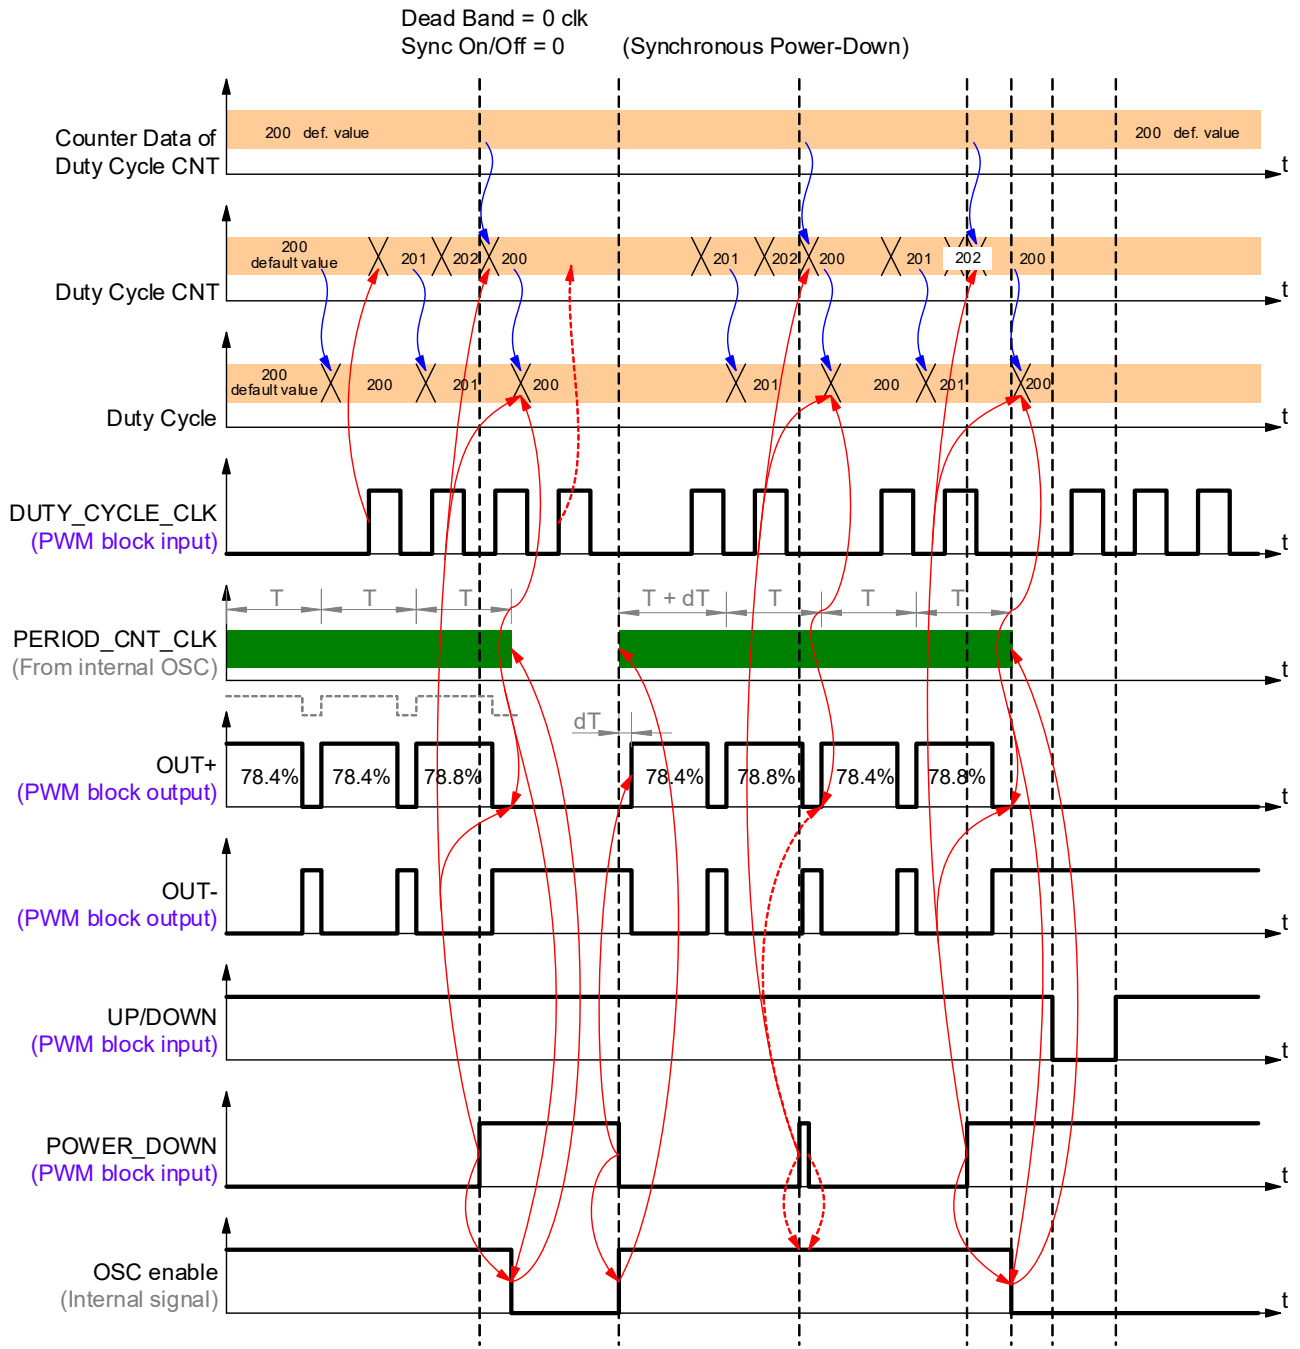 Dead Band = 0 clk
Sync On/Off = 0 (Synchronous Power-Down)
Counter Data of
Duty Cycle CNT
200 def. value
200 def. value
t
Duty Cycle CNT
200
default value
201
202
200
201
202
200
201
202
200
t
Duty Cycle
200
default value
200
201
200
201
200
201
200
t
DUTY_CYCLE_CLK
(PWM block input)
t
PERIOD_CNT_CLK
(From internal OSC)
T
T
T
T + dT
T
T
T
t
OUT+
(PWM block output)
dT
78.4%
78.4%
78.8%
78.4%
78.8%
78.4%
78.8%
t
OUT-
(PWM block output)
t
UP/DOWN
(PWM block input)
t
POWER_DOWN
(PWM block input)
t
OSC enable
(Internal signal)
t